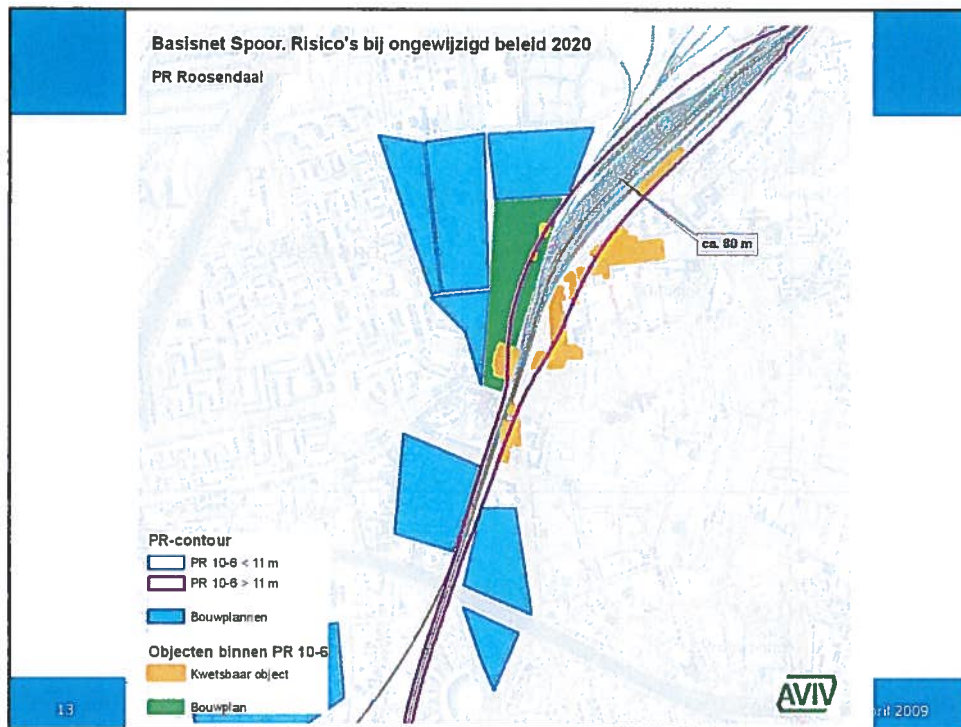 Basisnet Spoor. Risico's bij ongewijzigd beleid 2020
PR Roosendaal
ca. 80 m
PR-contour
PR 10-6 < 11 m
PR 10-6 > 11 m
Bouwplannen
Objecten binnen PR 10-6
Kwetsbaar object
Bouwplan
13
AVIV
2009